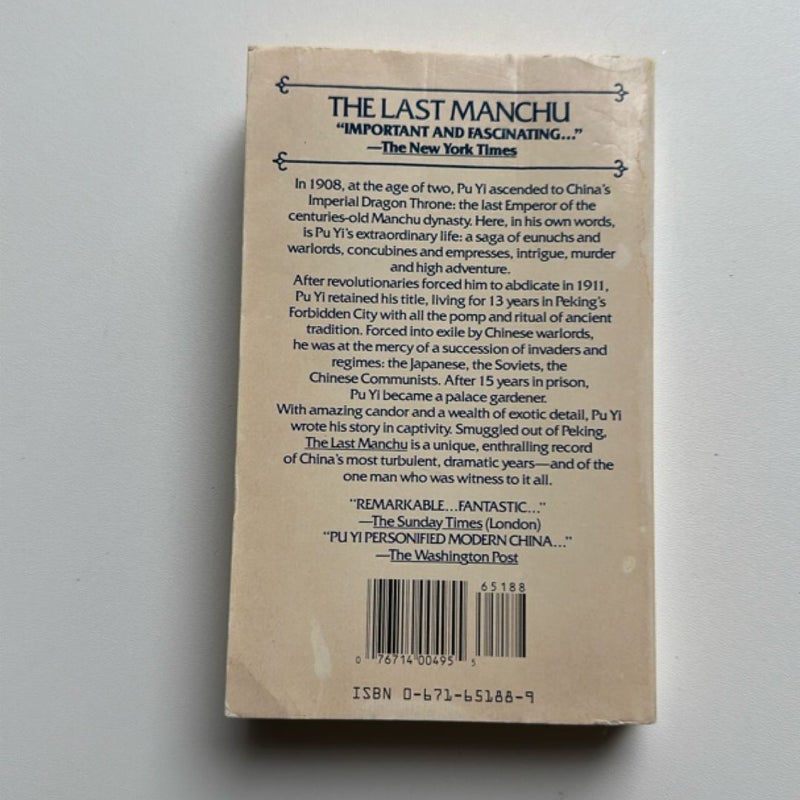 THE LAST MANCHU
“IMPORTANT AND FASCINATING...”
—The New York Times
In 1908, at the age of two, Pu Yi ascended to China’s
Imperial Dragon Throne: the last Emperor of the
centuries-old Manchu dynasty. Here, in his own words,
is Pu Yi’s extraordinary life: a saga of eunuchs and
warlords, concubines and empresses, intrigue, murder
and high adventure.
After revolutionaries forced him to abdicate in 1911,
Pu Yi retained his title, living for 13 years in Peking’s
Forbidden City with all the pomp and ritual of ancient
tradition. Forced into exile by Chinese warlords,
he was at the mercy of a succession of invaders and
regimes: the Japanese, the Soviets, the
Chinese Communists. After 15 years in prison,
Pu Yi became a palace gardener.
With amazing candor and a wealth of exotic detail, Pu Yi
wrote his story in captivity. Smuggled out of Peking,
The Last Manchu is a unique, enthralling record
of China’s most turbulent, dramatic years—and of the
one man who was witness to it all.
“REMARKABLE...FANTASTIC...”
—The Sunday Times (London)
“PU YI PERSONIFIED MODERN CHINA...”
—The Washington Post
65188
0 76714 00495 5
ISBN 0-671-65188-9